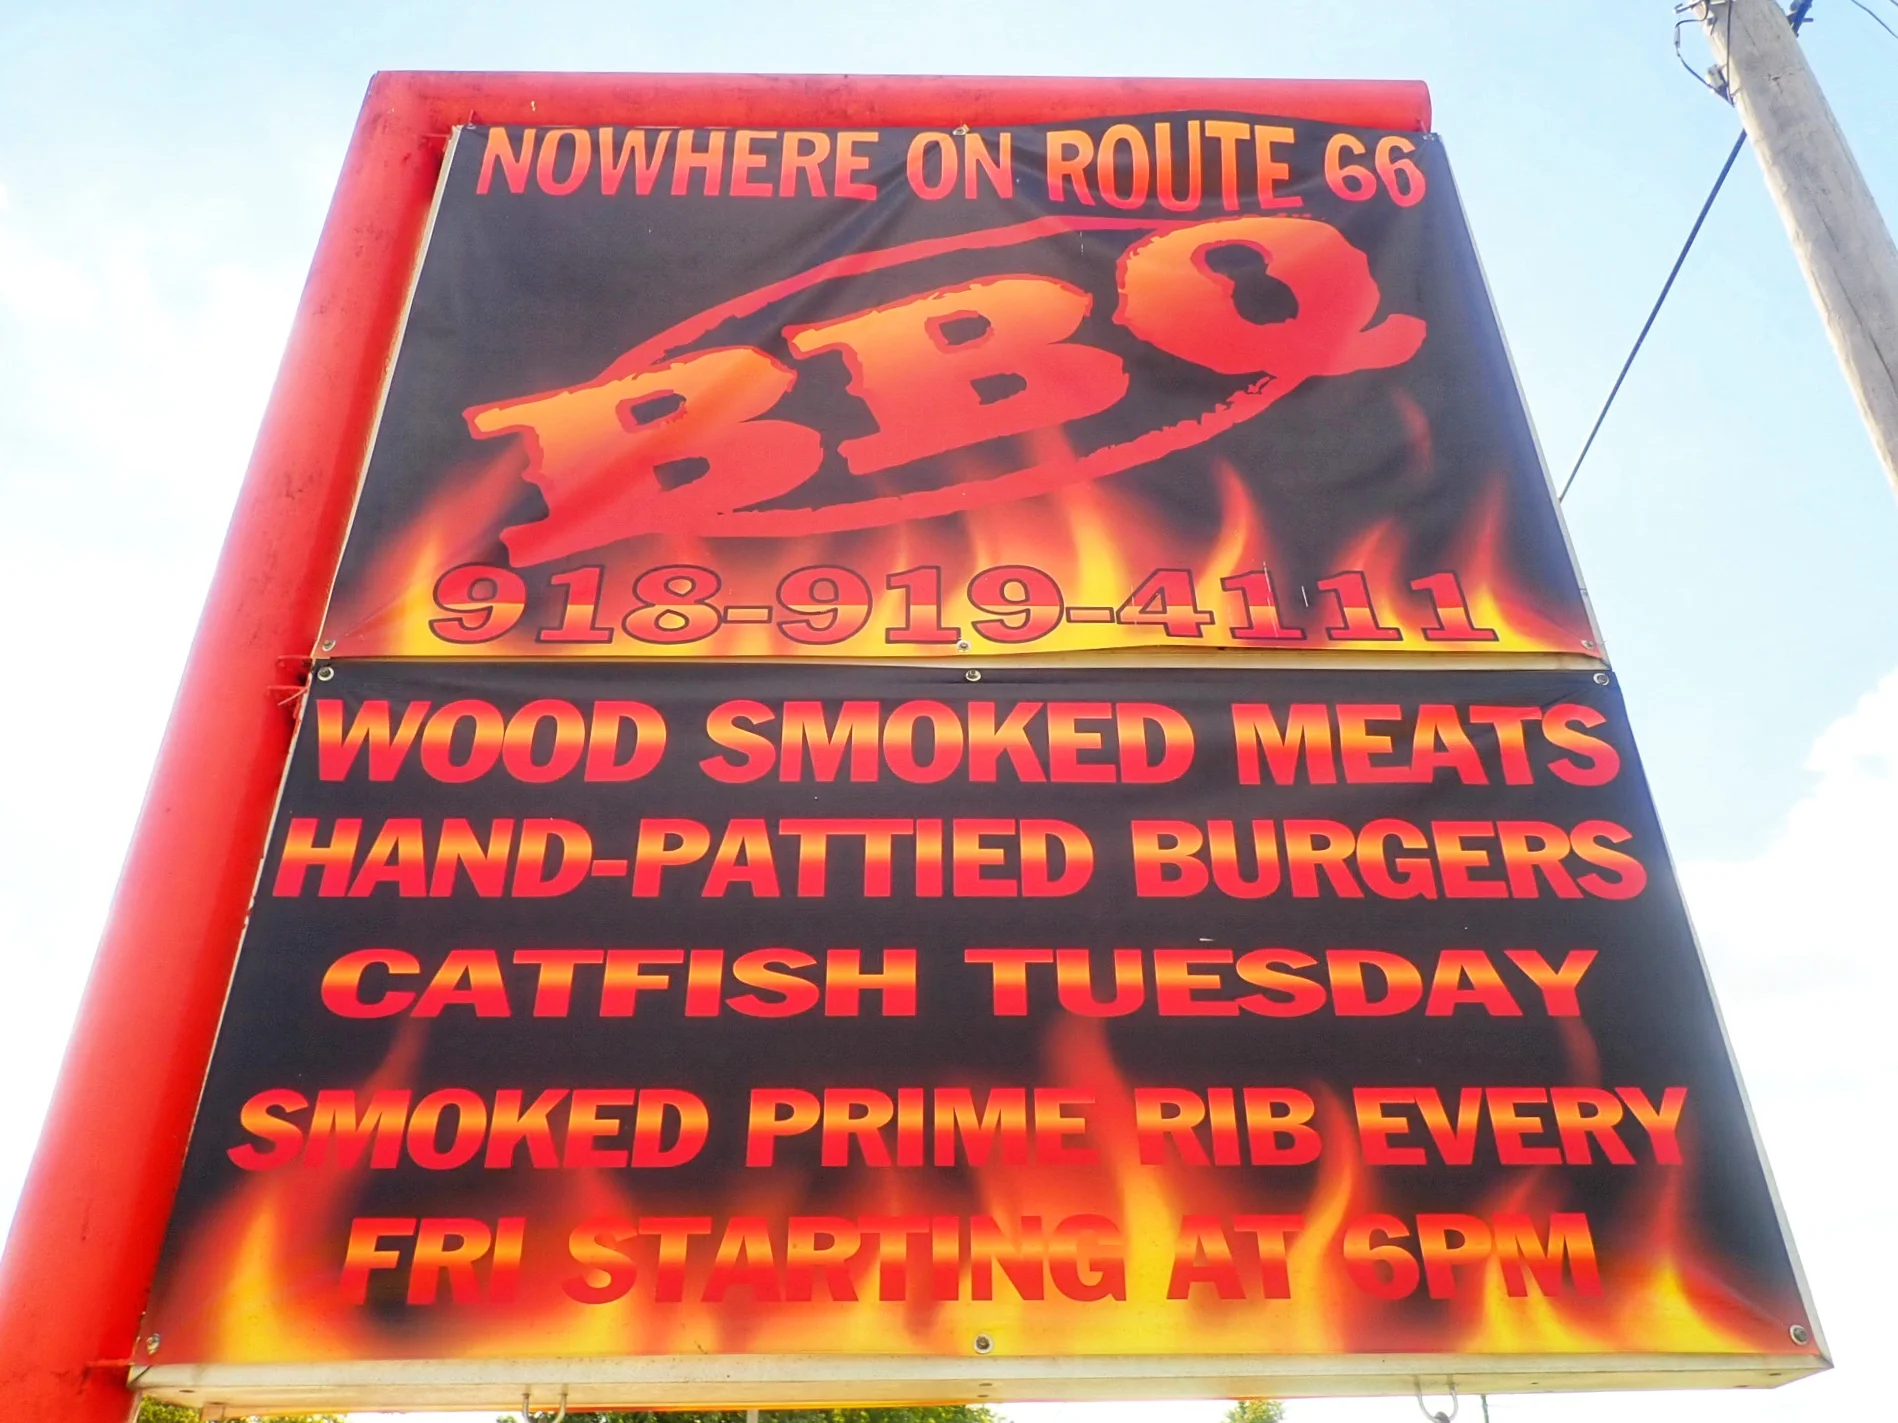 NOWHERE ON ROUTE 66
BBQ
918-919-4111
WOOD SMOKED MEATS
HAND-PATTIED BURGERS
CATFISH TUESDAY
SMOKED PRIME RIB EVERY
FRI STARTING AT 6PM